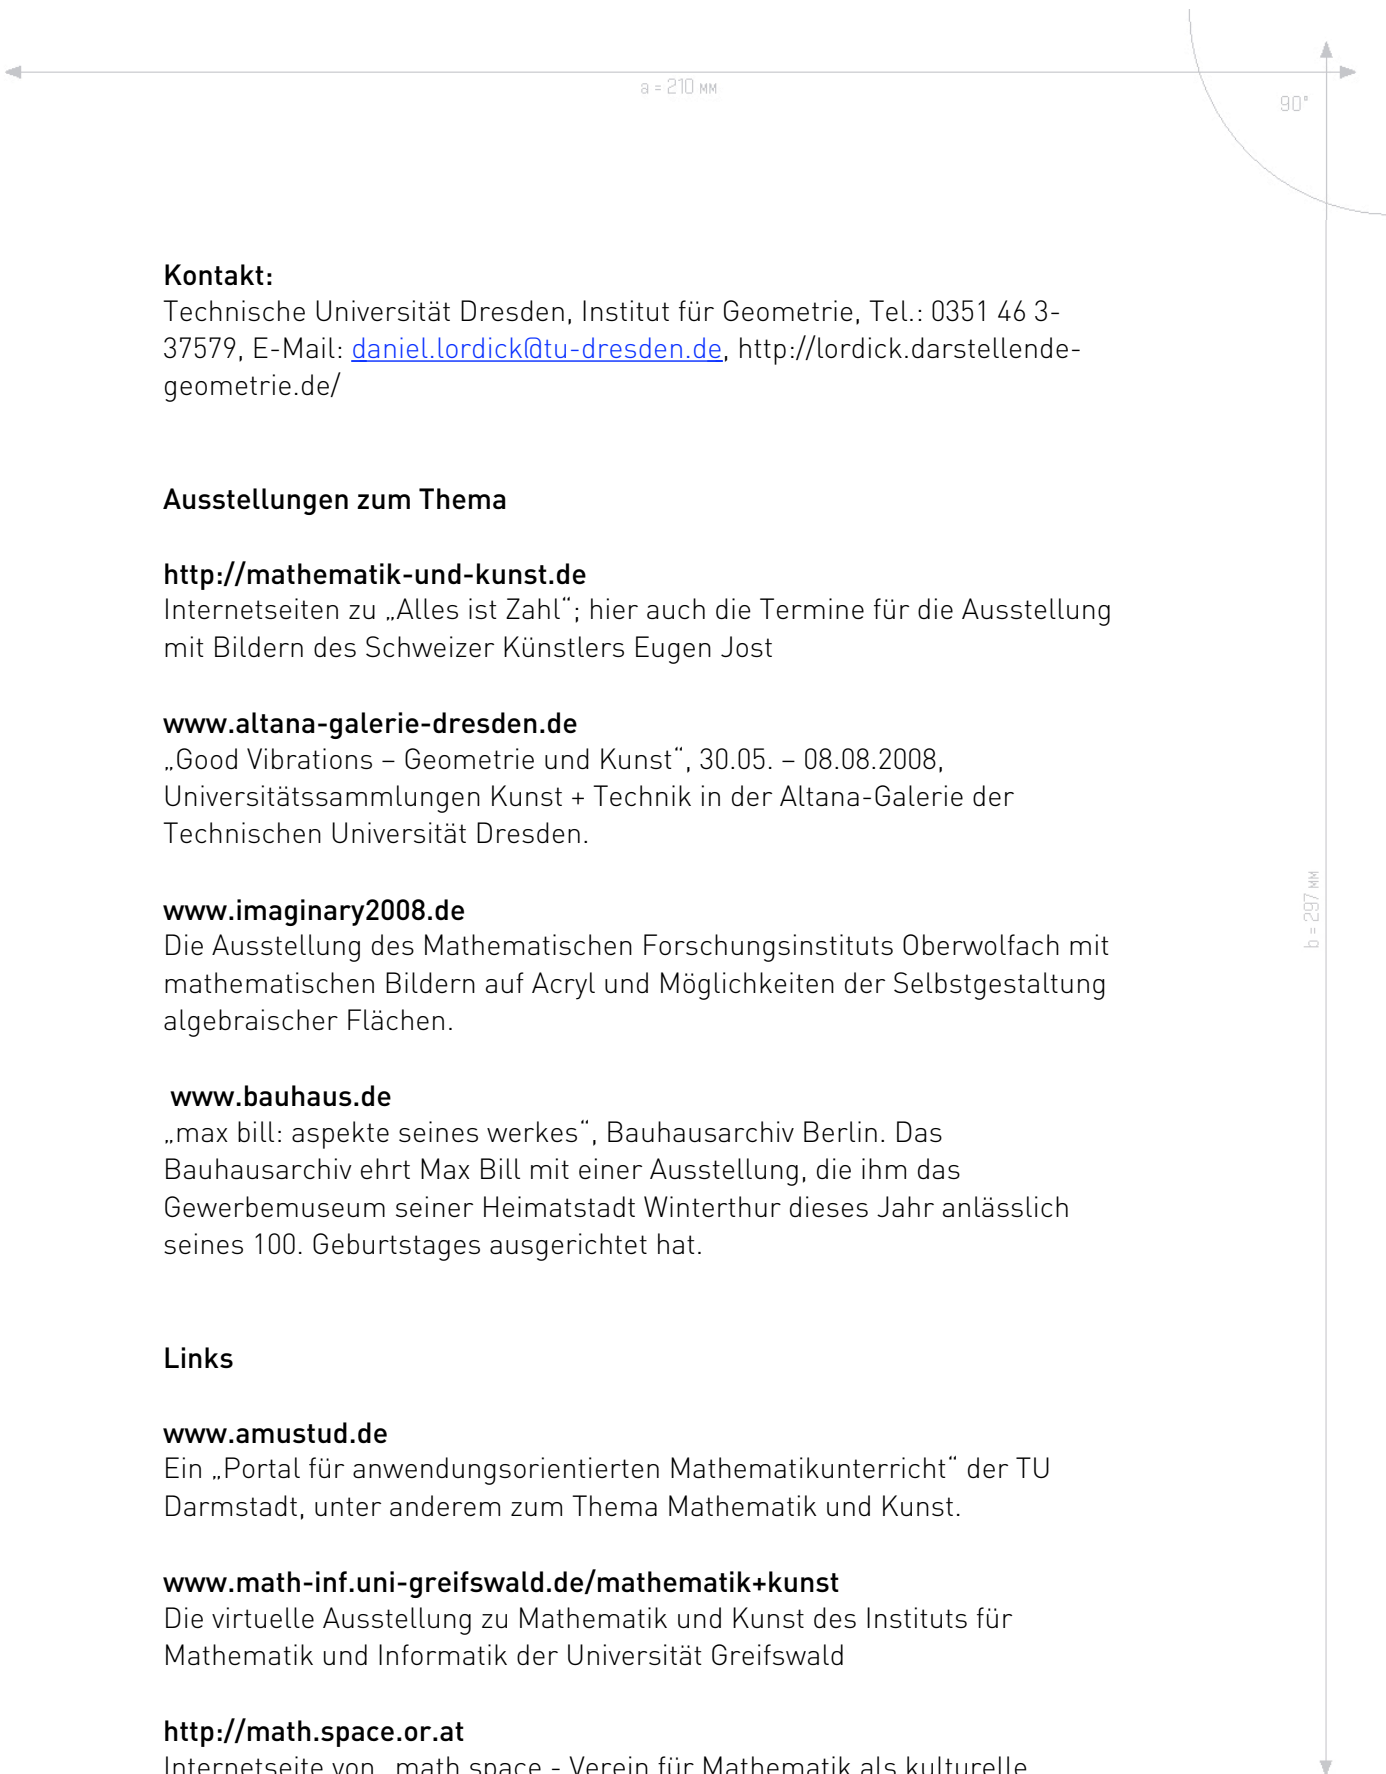 a = 210 MM
90°
Kontakt:
Technische Universität Dresden, Institut für Geometrie, Tel.: 0351 46 3-
37579, E-Mail: daniel.lordick@tu-dresden.de, http://lordick.darstellende-
geometrie.de/
Ausstellungen zum Thema
http://mathematik-und-kunst.de
Internetseiten zu „Alles ist Zahl“; hier auch die Termine für die Ausstellung
mit Bildern des Schweizer Künstlers Eugen Jost
www.altana-galerie-dresden.de
„Good Vibrations – Geometrie und Kunst“, 30.05. – 08.08.2008,
Universitätssammlungen Kunst + Technik in der Altana-Galerie der
Technischen Universität Dresden.
b = 297 MM
www.imaginary2008.de
Die Ausstellung des Mathematischen Forschungsinstituts Oberwolfach mit
mathematischen Bildern auf Acryl und Möglichkeiten der Selbstgestaltung
algebraischer Flächen.
www.bauhaus.de
„max bill: aspekte seines werkes“, Bauhausarchiv Berlin. Das
Bauhausarchiv ehrt Max Bill mit einer Ausstellung, die ihm das
Gewerbemuseum seiner Heimatstadt Winterthur dieses Jahr anlässlich
seines 100. Geburtstages ausgerichtet hat.
Links
www.amustud.de
Ein „Portal für anwendungsorientierten Mathematikunterricht“ der TU
Darmstadt, unter anderem zum Thema Mathematik und Kunst.
www.math-inf.uni-greifswald.de/mathematik+kunst
Die virtuelle Ausstellung zu Mathematik und Kunst des Instituts für
Mathematik und Informatik der Universität Greifswald
http://math.space.or.at
Internetseite von „math.space - Verein für Mathematik als kulturelle